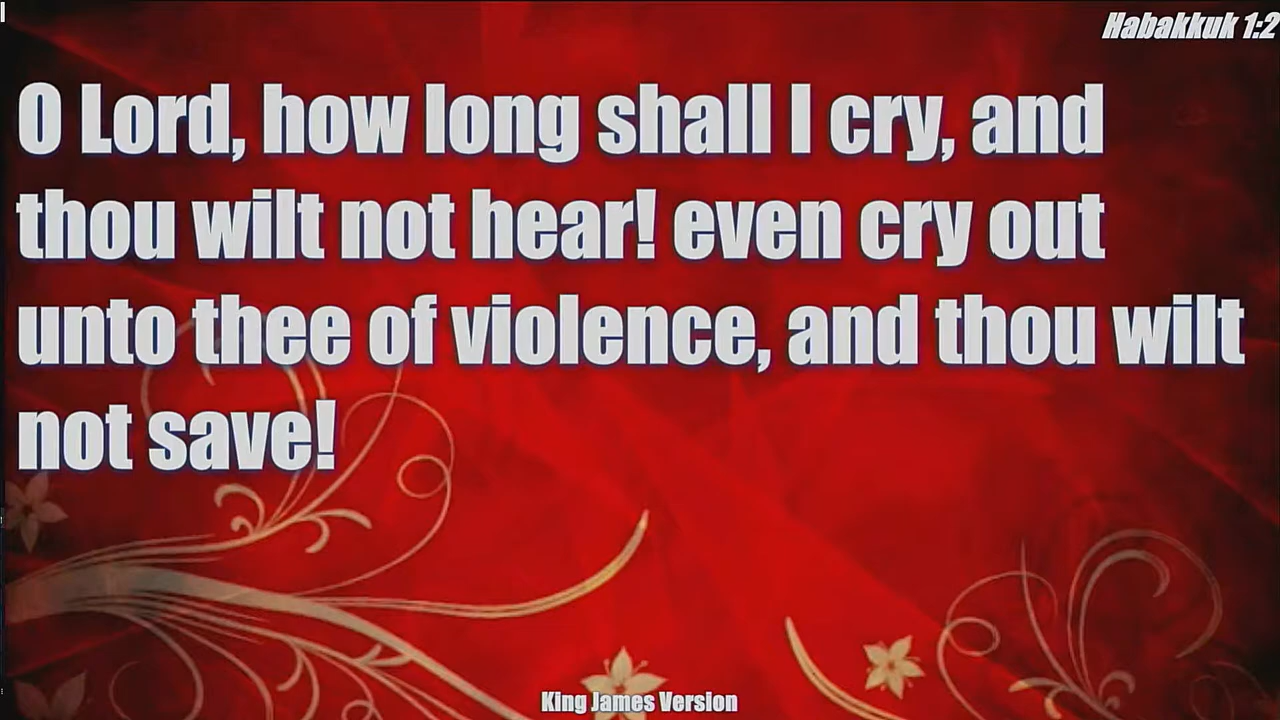 Habakkuk 1:2
O Lord, how long shall I cry, and
thou wilt not hear! even cry out
unto thee of violence, and thou wilt
not save!
King James Version